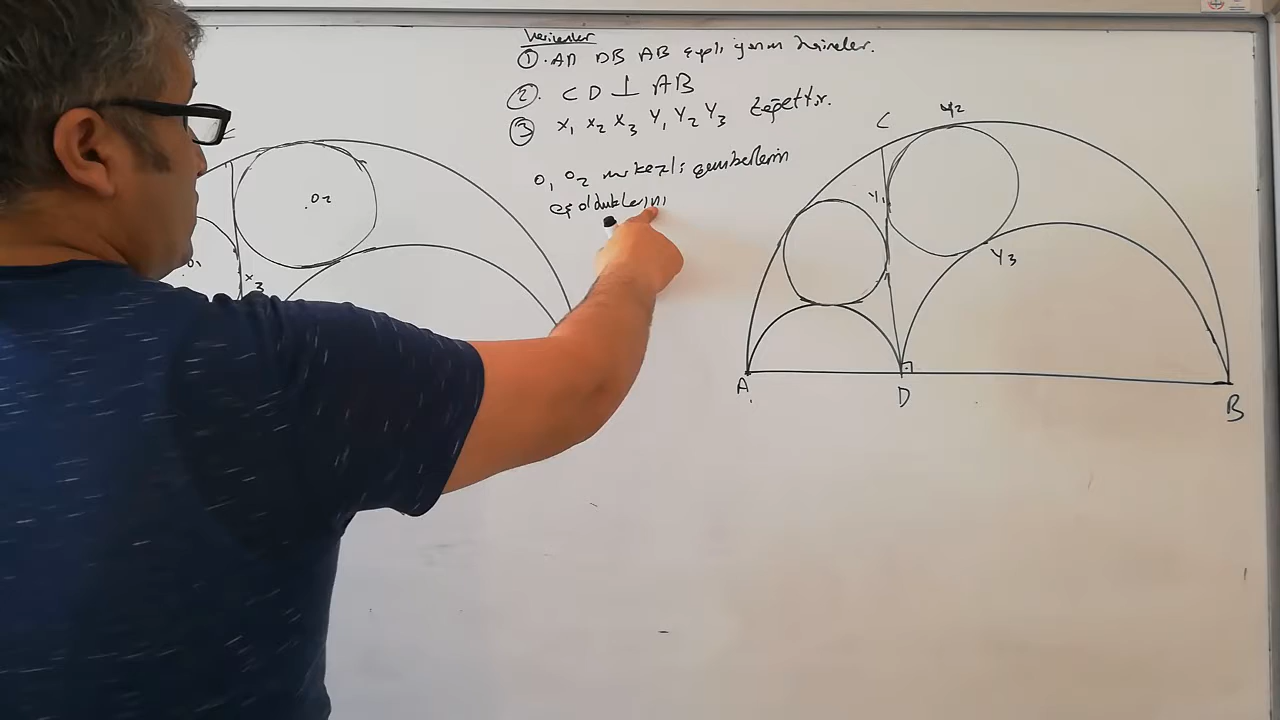 Verilenler
① . AD DB AB çaplı yarım daireler.
②. CD ⊥ AB
③ X₁ X₂ X₃ Y₁ Y₂ Y₃ teğettir.
O₁ O₂ merkezli çemberlerin
eş olduklarını
O₂
O₁
X₃
C
Y₂
Y₁
Y₃
A
D
B